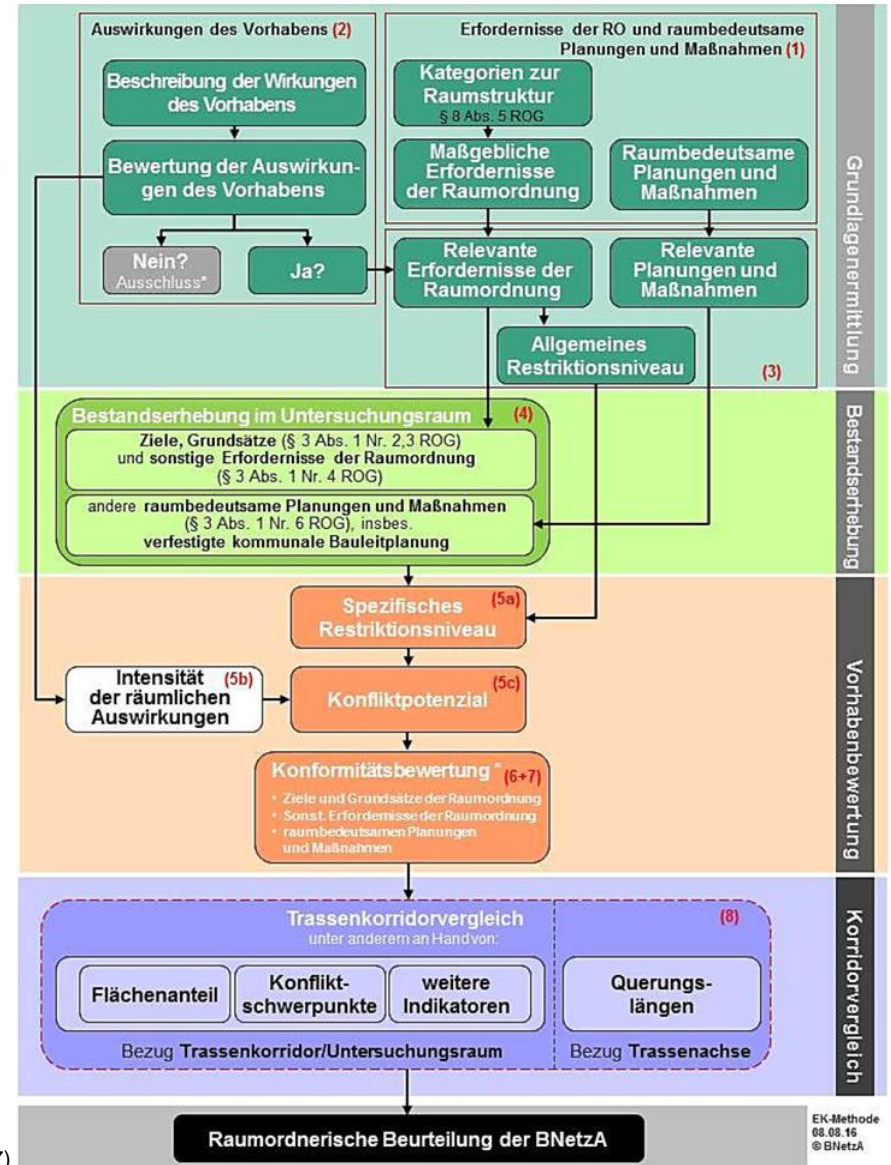 Auswirkungen des Vorhabens (2)
Beschreibung der Wirkungen
des Vorhabens
Bewertung der Auswirkun-
gen des Vorhabens
Nein?
Ausschluss*
Ja?
Erfordernisse der RO und raumbedeutsame
Planungen und Maßnahmen (1)
Kategorien zur
Raumstruktur
§ 8 Abs. 5 ROG
Maßgebliche
Erfordernisse
der Raumordnung
Raumbedeutsame
Planungen und
Maßnahmen
Relevante
Erfordernisse der
Raumordnung
Relevante
Planungen und
Maßnahmen
Allgemeines
Restriktionsniveau
(3)
Grundlagenermittlung
Bestandserhebung im Untersuchungsraum (4)
Ziele, Grundsätze (§ 3 Abs. 1 Nr. 2,3 ROG)
und sonstige Erfordernisse der Raumordnung
(§ 3 Abs. 1 Nr. 4 ROG)
andere raumbedeutsame Planungen und Maßnahmen
(§ 3 Abs. 1 Nr. 6 ROG), insbes.
verfestigte kommunale Bauleitplanung
Bestandserhebung
Spezifisches (5a)
Restriktionsniveau
Intensität (5b)
der räumlichen
Auswirkungen
Konfliktpotenzial (5c)
Konformitätsbewertung * (6+7)
• Ziele und Grundsätze der Raumordnung
• Sonst. Erfordernisse der Raumordnung
• raumbedeutsamen Planungen
und Maßnahmen
Vorhabenbewertung
Trassenkorridorvergleich (8)
unter anderem an Hand von:
Flächenanteil
Konflikt-
schwerpunkte
weitere
Indikatoren
Querungs-
längen
Bezug Trassenkorridor/Untersuchungsraum
Bezug Trassenachse
Korridorvergleich
Raumordnerische Beurteilung der BNetzA
EK-Methode
08.08.16
© BNetzA